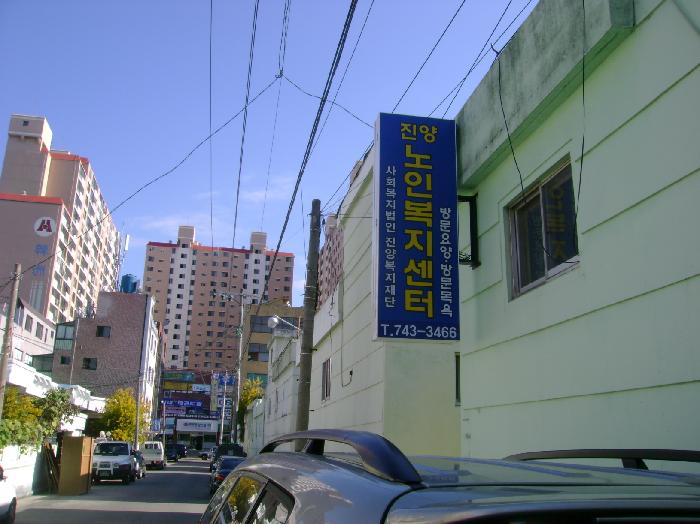 진양
노인복지센터
사회복지법인 진양복지재단
방문요양·방문목욕
T.743-3466